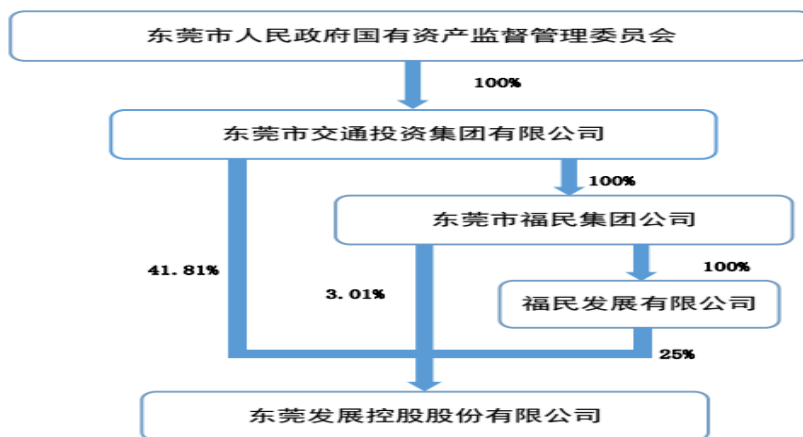 东莞市人民政府国有资产监督管理委员会
100%
东莞市交通投资集团有限公司
100%
东莞市福民集团公司
41.81%
3.01%
100%
福民发展有限公司
25%
东莞发展控股股份有限公司